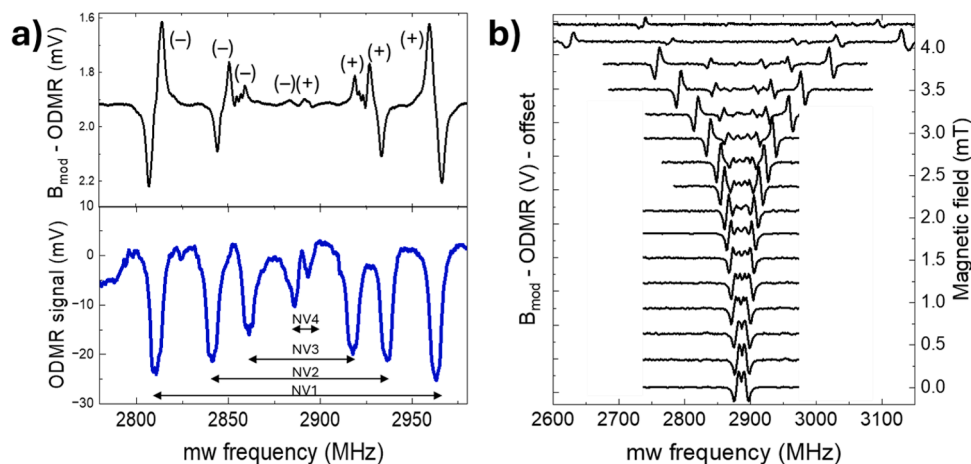 a)
B_mod - ODMR (mV)
1.6
1.8
2.0
2.2
(–)
(–)
(–)
(–)
(+)
(+)
(+)
(+)
ODMR signal (mV)
10
0
−10
−20
−30
NV4
NV3
NV2
NV1
2800 2850 2900 2950
mw frequency (MHz)
b)
B_mod - ODMR (V) - offset
4.0
3.0
2.5
2.0
1.5
1.0
0.5
0.0
Magnetic field (mT)
2600 2700 2800 2900 3000 3100
mw frequency (MHz)